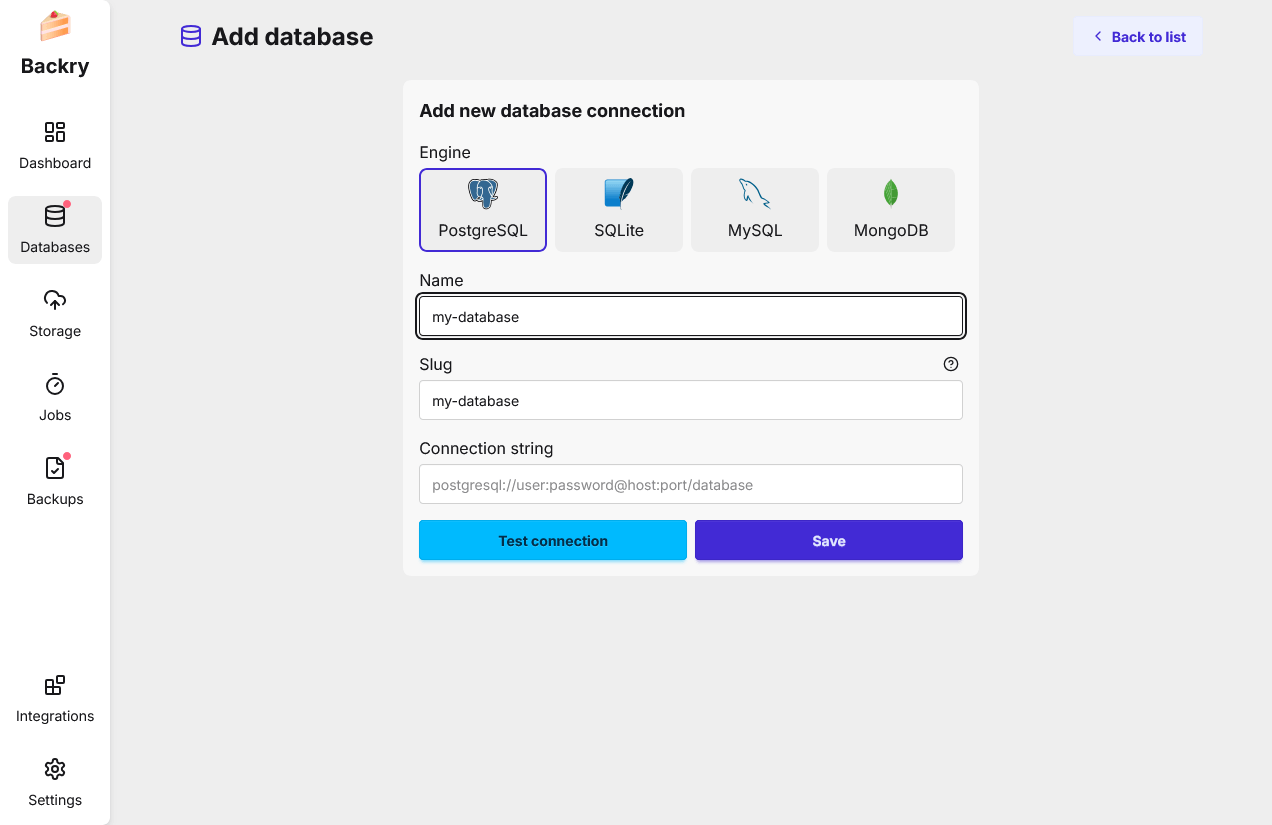 Backry
Dashboard
Databases
Storage
Jobs
Backups
Integrations
Settings
Add database
Back to list
Add new database connection
Engine
PostgreSQL
SQLite
MySQL
MongoDB
Name
my-database
Slug
my-database
Connection string
postgresql://user:password@host:port/database
Test connection
Save